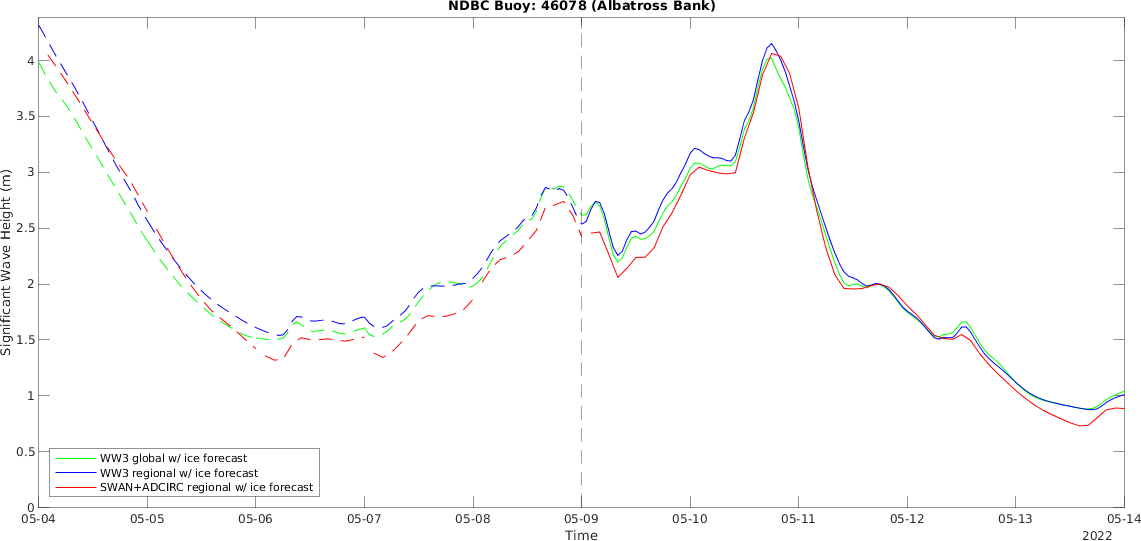 NDBC Buoy: 46078 (Albatross Bank)
4
3.5
3
2.5
2
1.5
1
0.5
0
Significant Wave Height (m)
WW3 global w/ ice forecast
WW3 regional w/ ice forecast
SWAN+ADCIRC regional w/ ice forecast
05-04 05-05 05-06 05-07 05-08 05-09 05-10 05-11 05-12 05-13 05-14
Time
2022